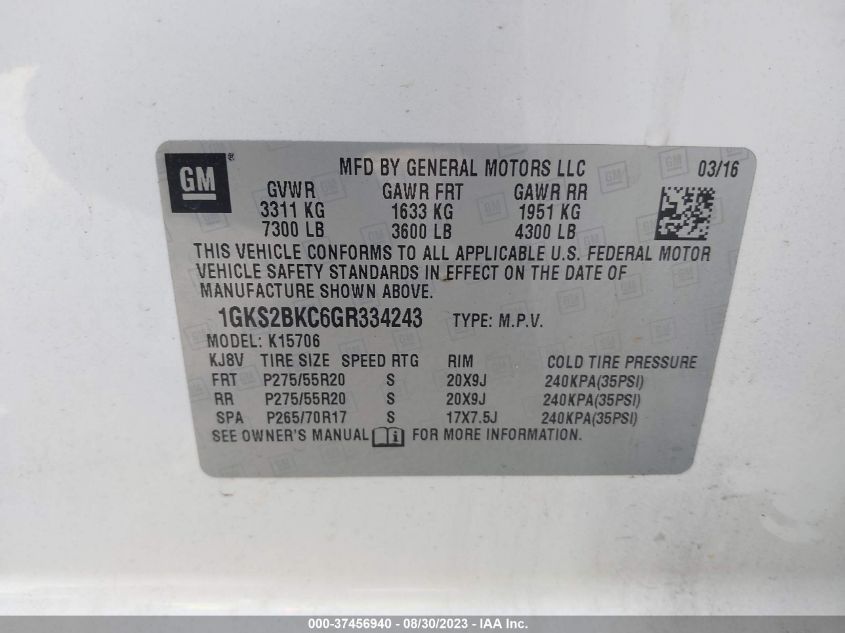 GM ®
MFD BY GENERAL MOTORS LLC 03/16
GVWR GAWR FRT GAWR RR
3311 KG 1633 KG 1951 KG
7300 LB 3600 LB 4300 LB
THIS VEHICLE CONFORMS TO ALL APPLICABLE U.S. FEDERAL MOTOR
VEHICLE SAFETY STANDARDS IN EFFECT ON THE DATE OF
MANUFACTURE SHOWN ABOVE.
1GKS2BKC6GR334243 TYPE: M.P.V.
MODEL: K15706
KJ8V TIRE SIZE SPEED RTG RIM COLD TIRE PRESSURE
FRT P275/55R20 S 20X9J 240KPA(35PSI)
RR P275/55R20 S 20X9J 240KPA(35PSI)
SPA P265/70R17 S 17X7.5J 240KPA(35PSI)
SEE OWNER'S MANUAL i FOR MORE INFORMATION.
000-37456940 - 08/30/2023 - IAA Inc.